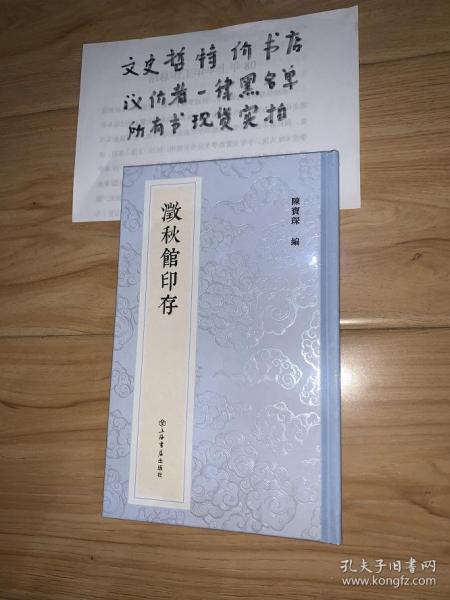 文史哲特价书店
议价者一律黑名单
所有书现货实拍
陳寶琛 編
澂秋館印存
上海書店出版社
孔夫子旧书网
www.kongfz.com